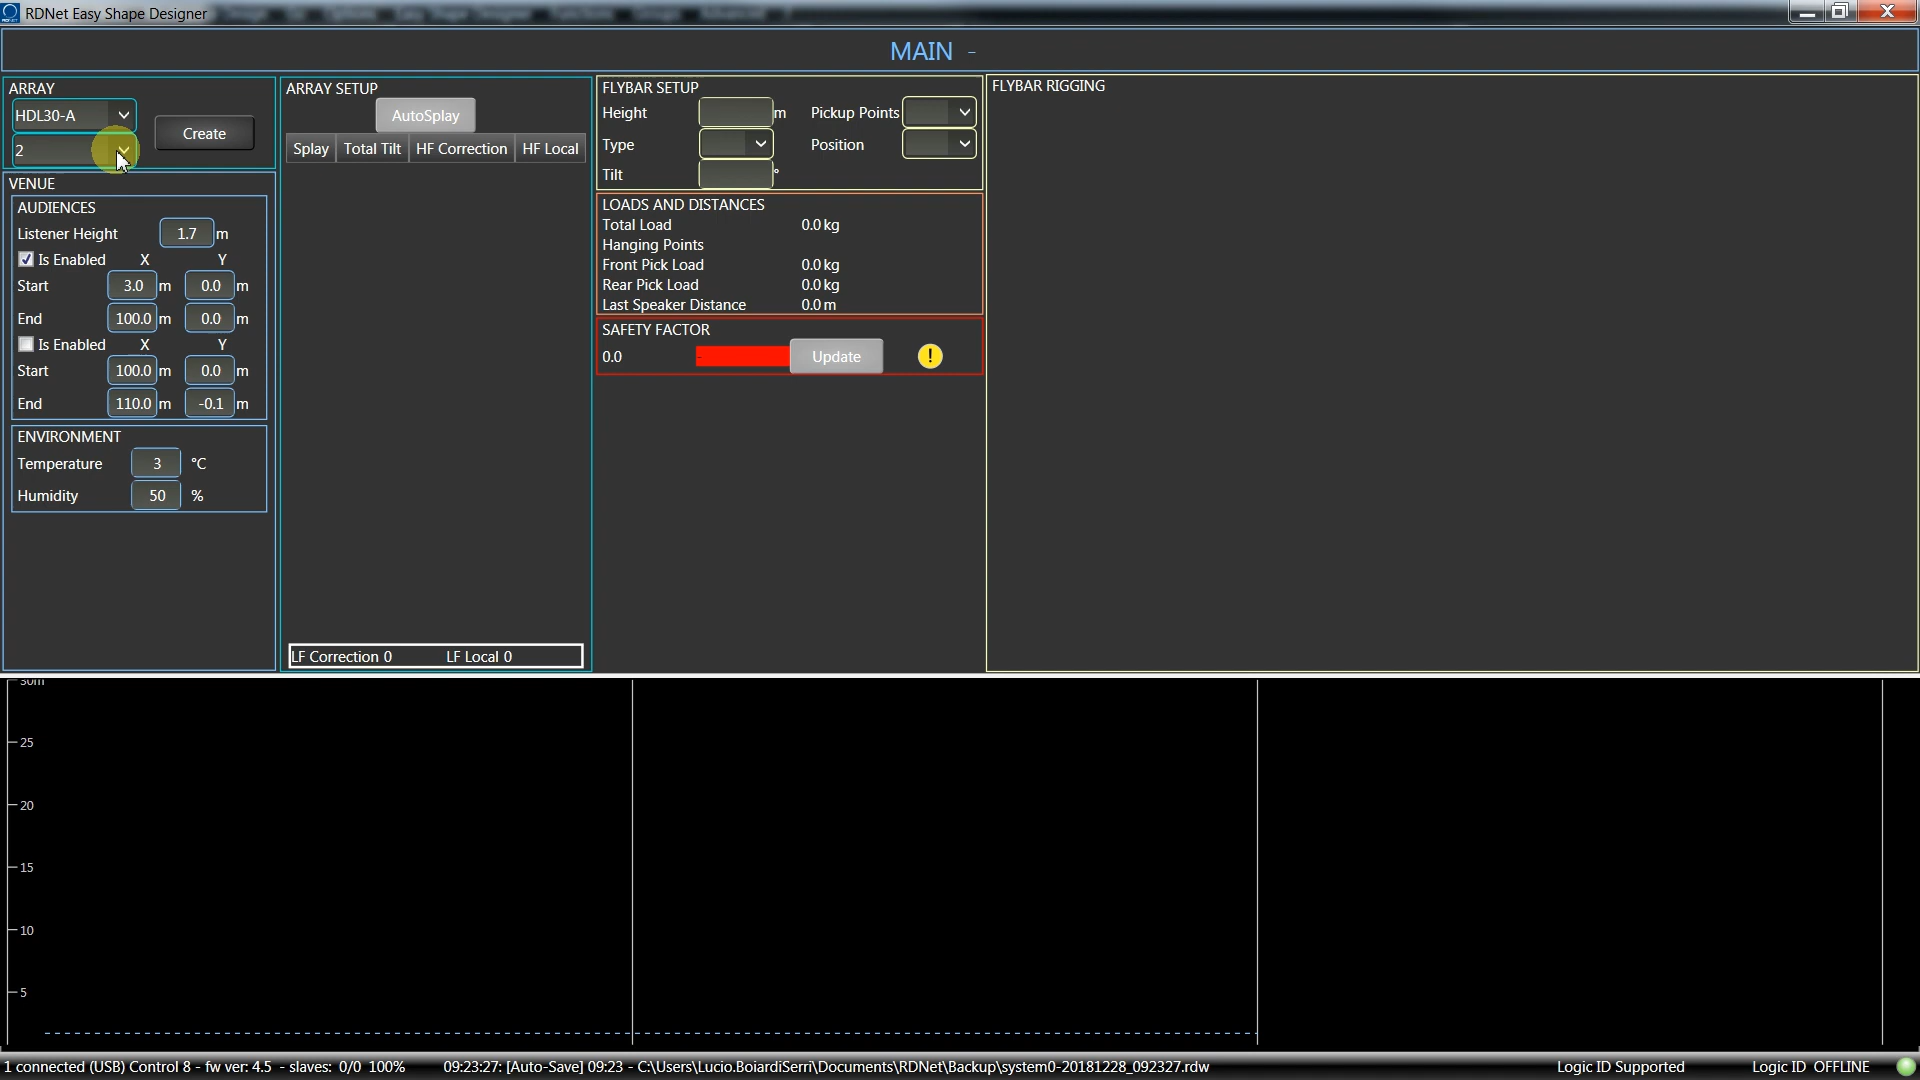 RDNet Easy Shape Designer
MAIN -
ARRAY
HDL30-A
2
Create
VENUE
AUDIENCES
Listener Height 1.7 m
Is Enabled X Y
Start 3.0 m 0.0 m
End 100.0 m 0.0 m
Is Enabled X Y
Start 100.0 m 0.0 m
End 110.0 m -0.1 m
ENVIRONMENT
Temperature 3 °C
Humidity 50 %
ARRAY SETUP
AutoSplay
Splay Total Tilt HF Correction HF Local
LF Correction 0 LF Local 0
FLYBAR SETUP
Height m Pickup Points
Type Position
Tilt °
LOADS AND DISTANCES
Total Load 0.0 kg
Hanging Points
Front Pick Load 0.0 kg
Rear Pick Load 0.0 kg
Last Speaker Distance 0.0 m
SAFETY FACTOR
0.0 - Update !
FLYBAR RIGGING
30m
25
20
15
10
5
1 connected (USB) Control 8 - fw ver: 4.5 - slaves: 0/0 100% 09:23:27: [Auto-Save] 09:23 - C:\Users\Lucio.BoiardiSerri\Documents\RDNet\Backup\system0-20181228_092327.rdw Logic ID Supported Logic ID OFFLINE